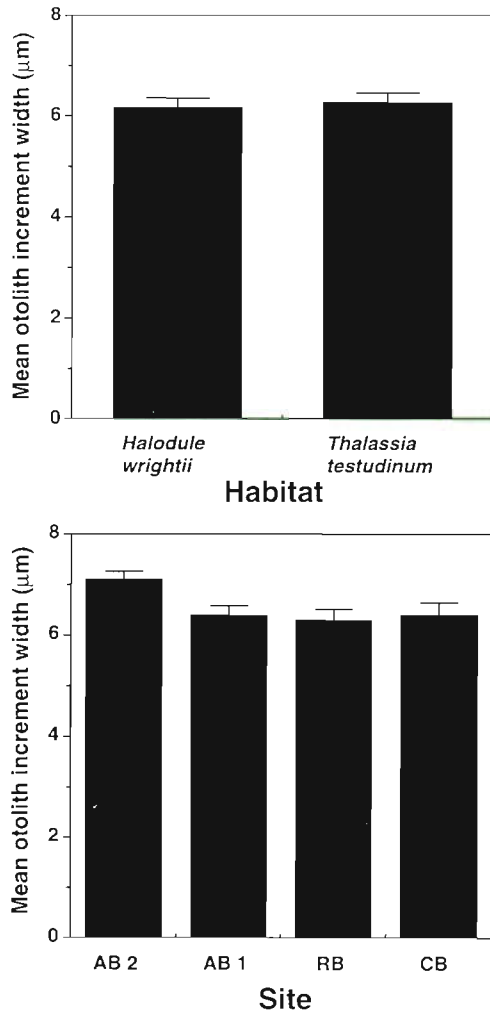 8
6
4
2
0
Mean otolith increment width (μm)
Halodule
wrightii
Thalassia
testudinum
Habitat
8
6
4
2
0
Mean otolith increment width (μm)
AB 2 AB 1 RB CB
Site